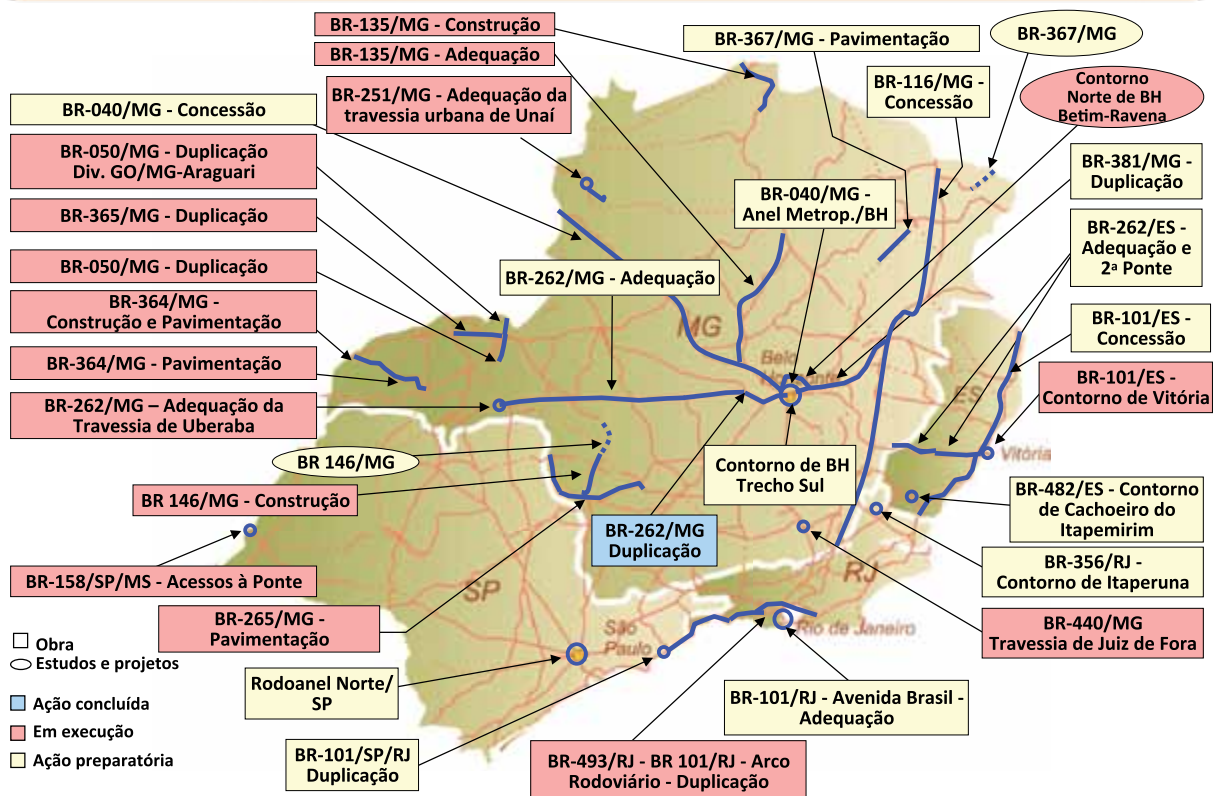 BR-135/MG - Construção
BR-135/MG - Adequação
BR-251/MG - Adequação da
travessia urbana de Unaí
BR-367/MG - Pavimentação
BR-367/MG
BR-116/MG -
Concessão
Contorno
Norte de BH
Betim-Ravena
BR-040/MG - Concessão
BR-050/MG - Duplicação
Div. GO/MG-Araguari
BR-365/MG - Duplicação
BR-050/MG - Duplicação
BR-364/MG -
Construção e Pavimentação
BR-364/MG - Pavimentação
BR-262/MG – Adequação da
Travessia de Uberaba
BR-040/MG -
Anel Metrop./BH
BR-262/MG - Adequação
BR-381/MG -
Duplicação
BR-262/ES -
Adequação e
2ª Ponte
BR-101/ES -
Concessão
BR-101/ES -
Contorno de Vitória
MG
Belo
Horizonte
ES
Vitória
BR 146/MG
BR 146/MG - Construção
Contorno de BH
Trecho Sul
BR-262/MG
Duplicação
BR-482/ES - Contorno
de Cachoeiro do
Itapemirim
BR-356/RJ -
Contorno de Itaperuna
BR-158/SP/MS - Acessos à Ponte
SP
RJ
BR-265/MG -
Pavimentação
BR-440/MG
Travessia de Juiz de Fora
São
Paulo
Rio de Janeiro
Obra
Estudos e projetos
Ação concluída
Em execução
Ação preparatória
Rodoanel Norte/
SP
BR-101/SP/RJ
Duplicação
BR-493/RJ - BR 101/RJ - Arco
Rodoviário - Duplicação
BR-101/RJ - Avenida Brasil -
Adequação